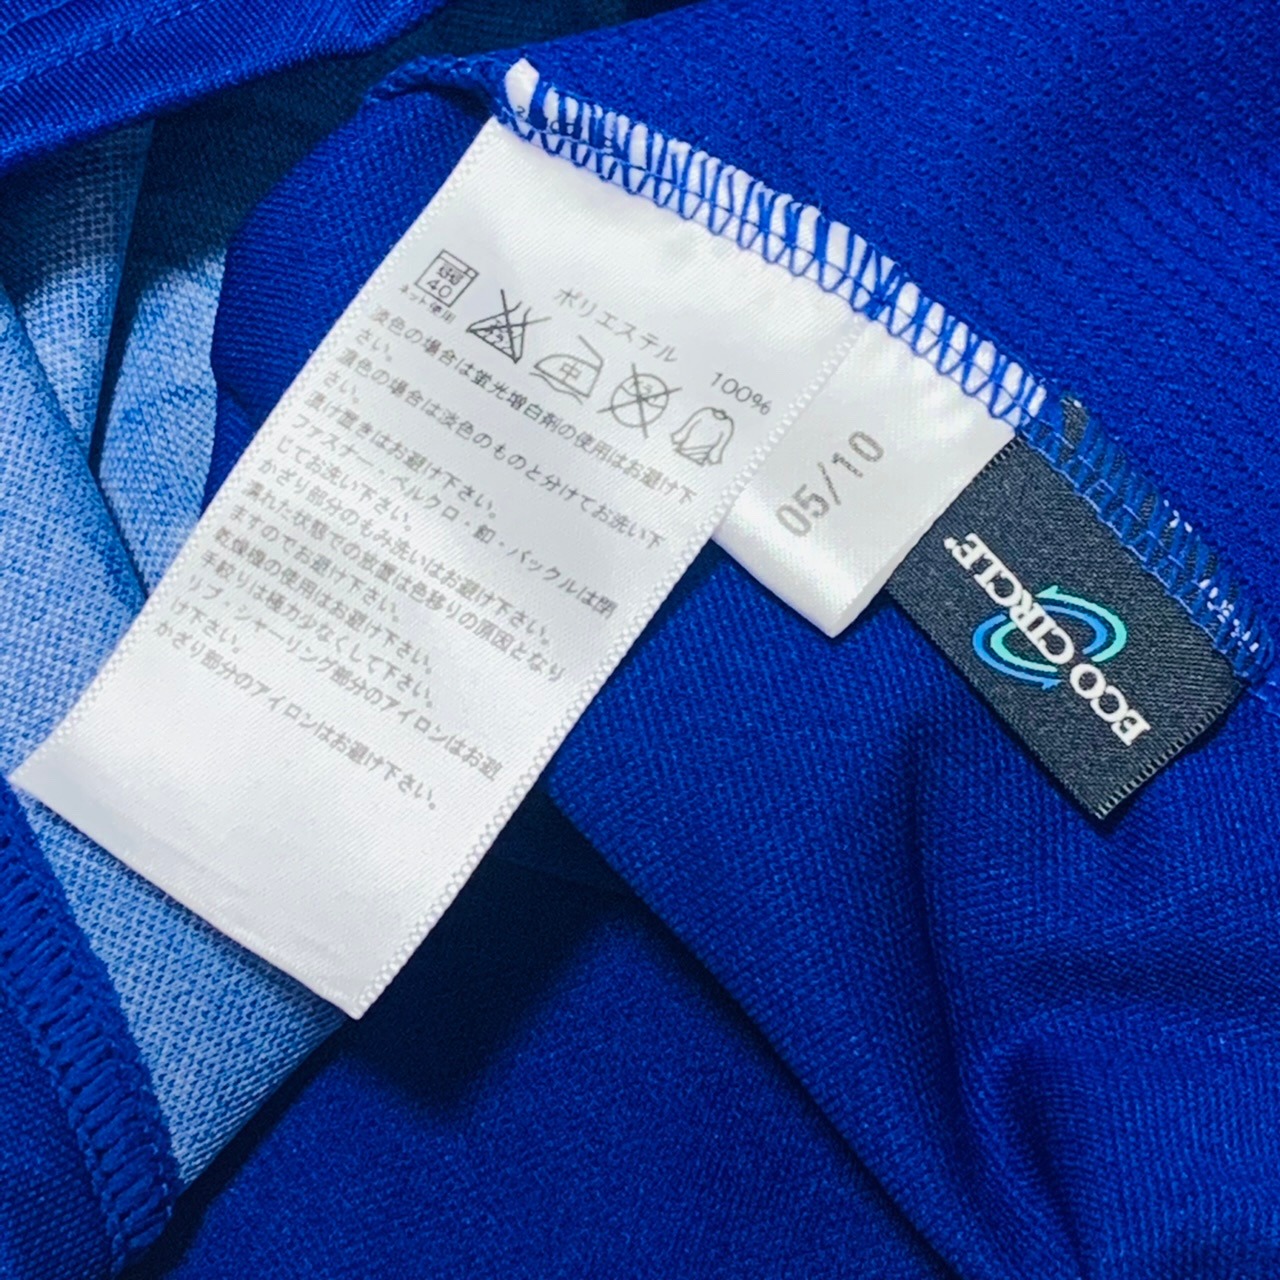 40
ネット使用
中
ポリエステル
100%
淡色の場合は蛍光増白剤の使用はお避け下
さい。
濃色の場合は淡色のものと分けてお洗い下
さい。
漬け置きはお避け下さい。
ファスナー・ベルクロ・釦・バックルは閉
じてお洗い下さい。
かざり部分のもみ洗いはお避け下さい。
濡れた状態での放置は色移りの原因となり
ますのでお避け下さい。
乾燥機の使用はお避け下さい。
手絞りは極力少なくして下さい。
リブ・シャーリング部分のアイロンはお避
け下さい。
かざり部分のアイロンはお避け下さい。
05/10
ECO CIRCLE